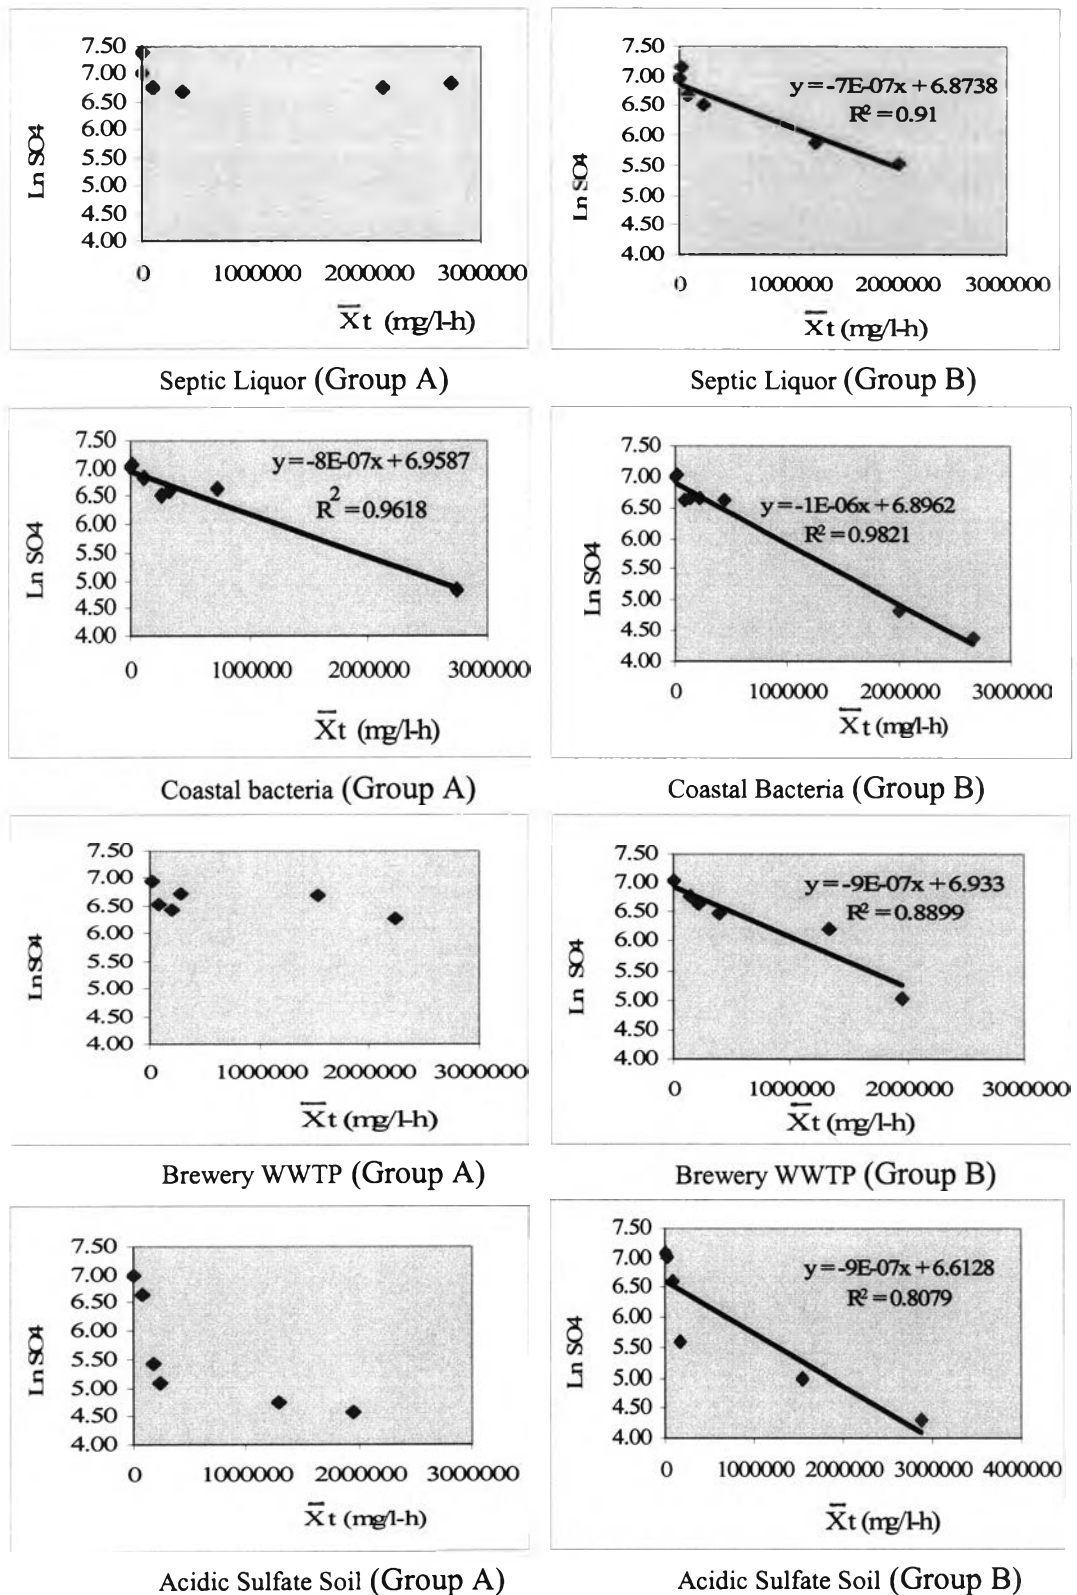 7.50
7.00
6.50
6.00
5.50
5.00
4.50
4.00
Ln SO4
0 1000000 2000000 3000000
X̅t (mg/l-h)
Septic Liquor (Group A)
7.50
7.00
6.50
6.00
5.50
5.00
4.50
4.00
Ln SO4
y = -7E-07x + 6.8738
R² = 0.91
0 1000000 2000000 3000000
X̅t (mg/l-h)
Septic Liquor (Group B)
7.50
7.00
6.50
6.00
5.50
5.00
4.50
4.00
Ln SO4
y = -8E-07x + 6.9587
R² = 0.9618
0 1000000 2000000 3000000
X̅t (mg/l-h)
Coastal bacteria (Group A)
7.50
7.00
6.50
6.00
5.50
5.00
4.50
4.00
Ln SO4
y = -1E-06x + 6.8962
R² = 0.9821
0 1000000 2000000 3000000
X̅t (mg/l-h)
Coastal Bacteria (Group B)
7.50
7.00
6.50
6.00
5.50
5.00
4.50
4.00
Ln SO4
0 1000000 2000000 3000000
X̅t (mg/l-h)
Brewery WWTP (Group A)
7.50
7.00
6.50
6.00
5.50
5.00
4.50
4.00
Ln SO4
y = -9E-07x + 6.933
R² = 0.8899
0 1000000 2000000 3000000
X̅t (mg/l-h)
Brewery WWTP (Group B)
7.50
7.00
6.50
6.00
5.50
5.00
4.50
4.00
Ln SO4
0 1000000 2000000 3000000
X̅t (mg/l-h)
Acidic Sulfate Soil (Group A)
7.50
7.00
6.50
6.00
5.50
5.00
4.50
4.00
Ln SO4
y = -9E-07x + 6.6128
R² = 0.8079
0 1000000 2000000 3000000 4000000
X̅t (mg/l-h)
Acidic Sulfate Soil (Group B)